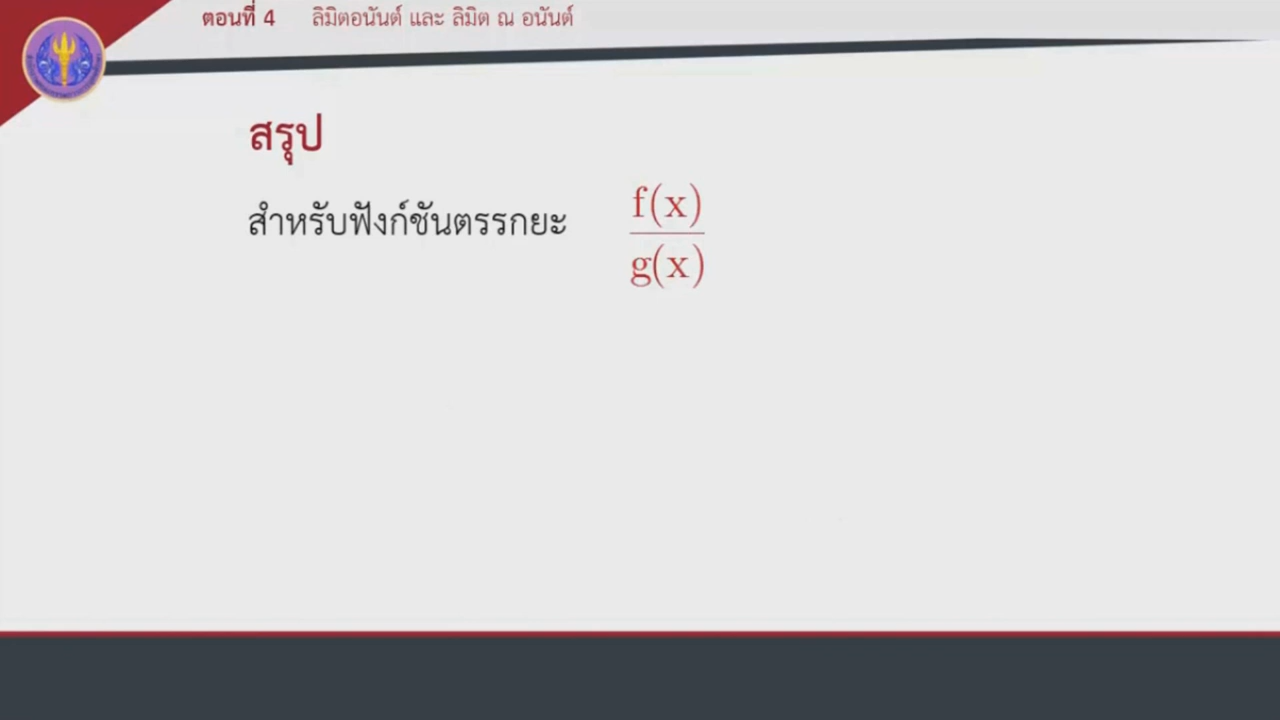 ตอนที่ 4 ลิมิตอนันต์ และ ลิมิต ณ อนันต์
สรุป
สำหรับฟังก์ชันตรรกยะ f(x)
g(x)